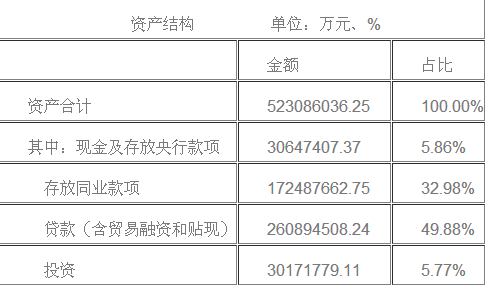 资产结构 单位：万元、%
金额 占比
资产合计 523086036.25 100.00%
其中：现金及存放央行款项 30647407.37 5.86%
存放同业款项 172487662.75 32.98%
贷款（含贸易融资和贴现） 260894508.24 49.88%
投资 30171779.11 5.77%